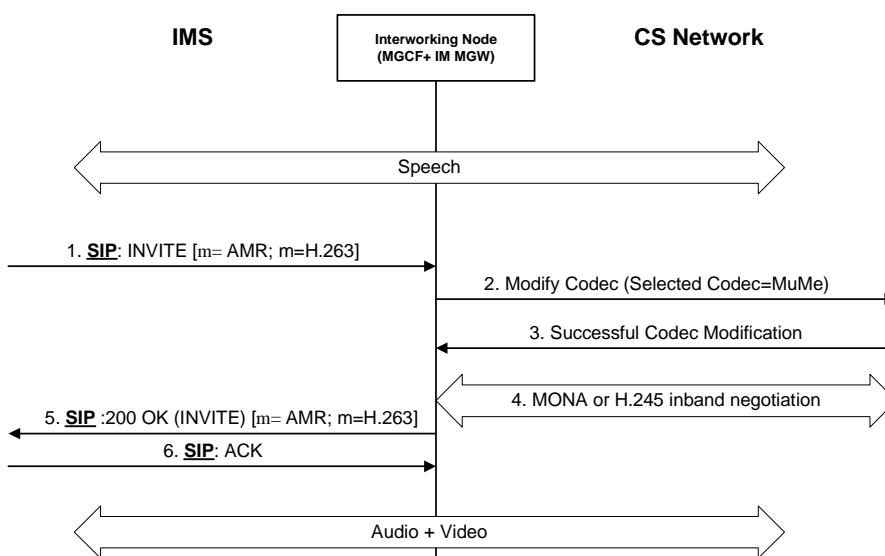 IMS
Interworking Node
(MGCF+ IM MGW)
CS Network
Speech
1. SIP: INVITE [m= AMR; m=H.263]
2. Modify Codec (Selected Codec=MuMe)
3. Successful Codec Modification
4. MONA or H.245 inband negotiation
5. SIP :200 OK (INVITE) [m= AMR; m=H.263]
6. SIP: ACK
Audio + Video